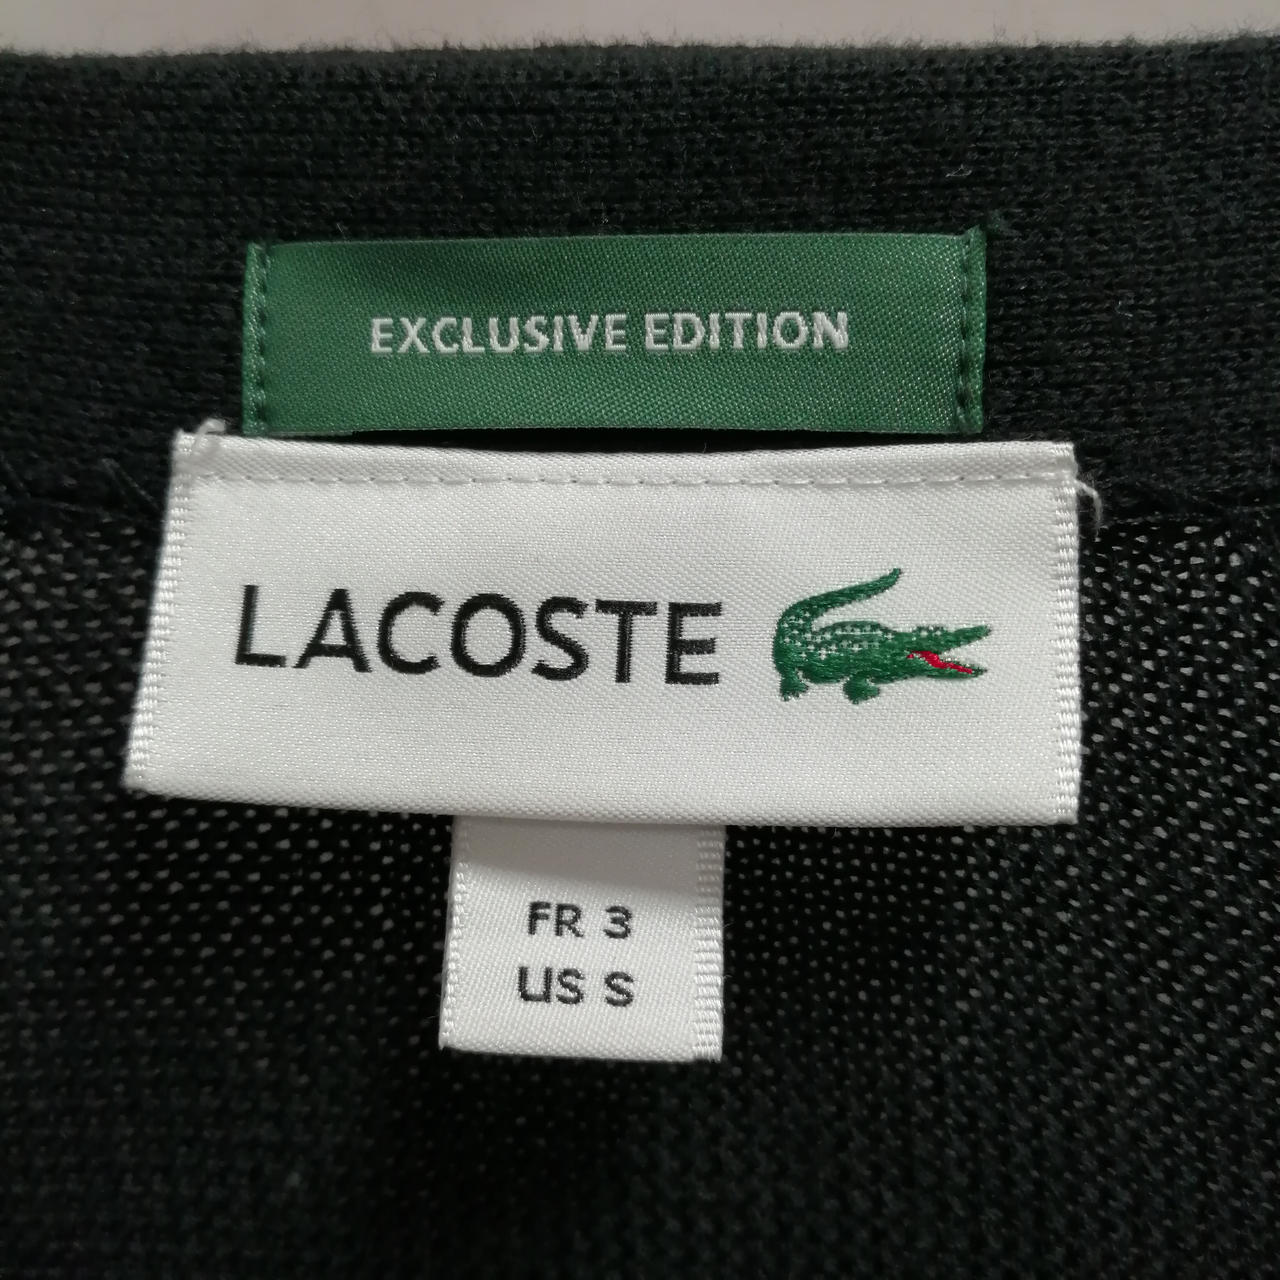 EXCLUSIVE EDITION
LACOSTE
FR 3
US S